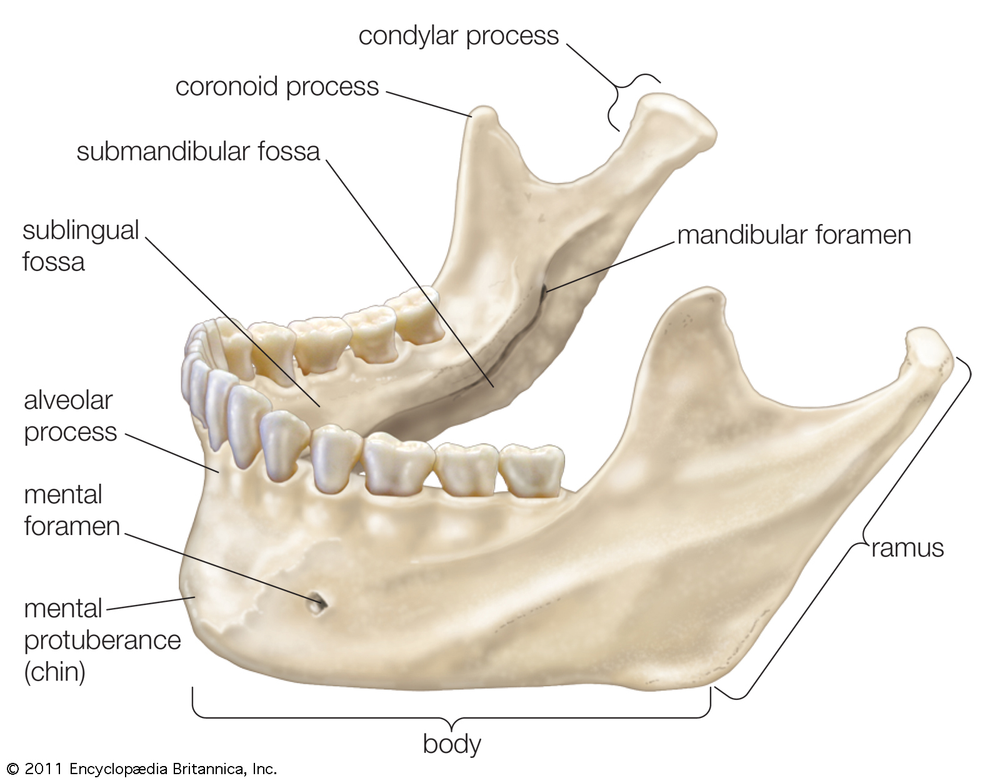 condylar process
coronoid process
submandibular fossa
sublingual
fossa
mandibular foramen
alveolar
process
mental
foramen
ramus
mental
protuberance
(chin)
body
© 2011 Encyclopædia Britannica, Inc.